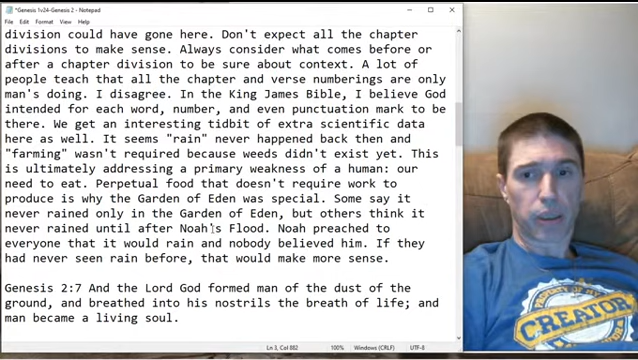 *Genesis 1v24-Genesis 2 - Notepad
File Edit Format View Help
division could have gone here. Don't expect all the chapter
divisions to make sense. Always consider what comes before or
after a chapter division to be sure about context. A lot of
people teach that all the chapter and verse numberings are only
man's doing. I disagree. In the King James Bible, I believe God
intended for each word, number, and even punctuation mark to be
there. We get an interesting tidbit of extra scientific data
here as well. It seems "rain" never happened back then and
"farming" wasn't required because weeds didn't exist yet. This
is ultimately addressing a primary weakness of a human: our
need to eat. Perpetual food that doesn't require work to
produce is why the Garden of Eden was special. Some say it
never rained only in the Garden of Eden, but others think it
never rained until after Noah's Flood. Noah preached to
everyone that it would rain and nobody believed him. If they
had never seen rain before, that would make more sense.
Genesis 2:7 And the Lord God formed man of the dust of the
ground, and breathed into his nostrils the breath of life; and
man became a living soul.
Ln 3, Col 882 100% Windows (CRLF) UTF-8
PROPERTY OF
CREATOR